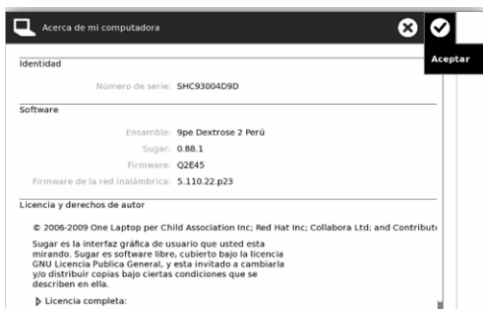 Acerca de mi computadora
Aceptar
Identidad
Número de serie: SHC93004D9D
Software
Ensamble: 9pe Dextrose 2 Perú
Sugar: 0.88.1
Firmware: Q2E45
Firmware de la red inalámbrica: 5.110.22.p23
Licencia y derechos de autor
© 2006-2009 One Laptop per Child Association Inc; Red Hat Inc; Collabora Ltd; and Contribut
Sugar es la interfaz gráfica de usuario que usted esta
mirando. Sugar es software libre, cubierto bajo la licencia
GNU Licencia Publica General, y esta invitado a cambiarla
y/o distribuir copias bajo ciertas condiciones que se
describen en ella.
Licencia completa: